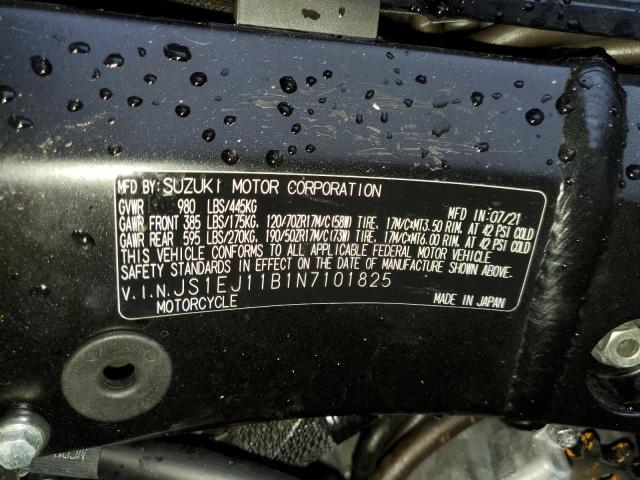 MFD BY:SUZUKI MOTOR CORPORATION
GVWR 980 LBS/445KG MFD IN:07/21
GAWR FRONT 385 LBS/175KG, 120/70ZR17M/C(58W) TIRE, 17M/C×MT3.50 RIM. AT 42 PSI COLD
GAWR REAR 595 LBS/270KG, 190/50ZR17M/C(73W) TIRE, 17M/C×MT6.00 RIM. AT 42 PSI COLD
THIS VEHICLE CONFORMS TO ALL APPLICABLE FEDERAL MOTOR VEHICLE
SAFETY STANDARDS IN EFFECT ON THE DATE OF MANUFACTURE SHOWN ABOVE.
V.I.N.JS1EJ11B1N7101825
MOTORCYCLE MADE IN JAPAN